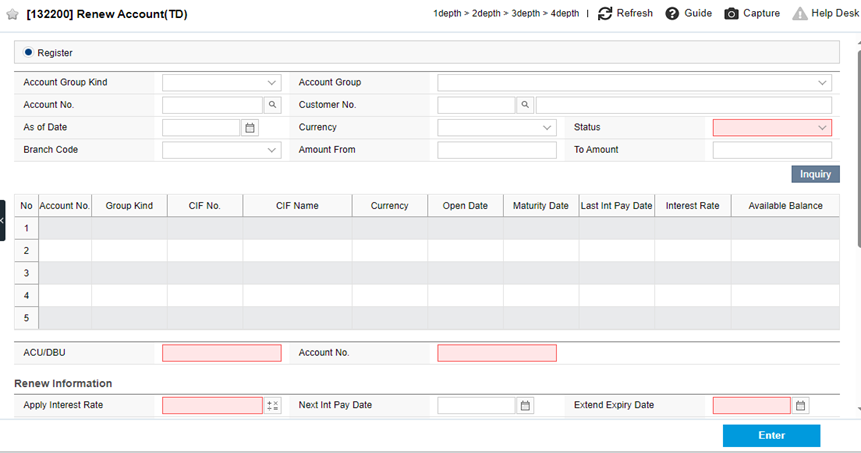 [132200] Renew Account(TD) 1depth > 2depth > 3depth > 4depth | Refresh Guide Capture Help Desk
Register
Account Group Kind Account Group
Account No. Customer No.
As of Date Currency Status
Branch Code Amount From To Amount
Inquiry
No Account No. Group Kind CIF No. CIF Name Currency Open Date Maturity Date Last Int Pay Date Interest Rate Available Balance
1
2
3
4
5
ACU/DBU Account No.
Renew Information
Apply Interest Rate Next Int Pay Date Extend Expiry Date
Enter